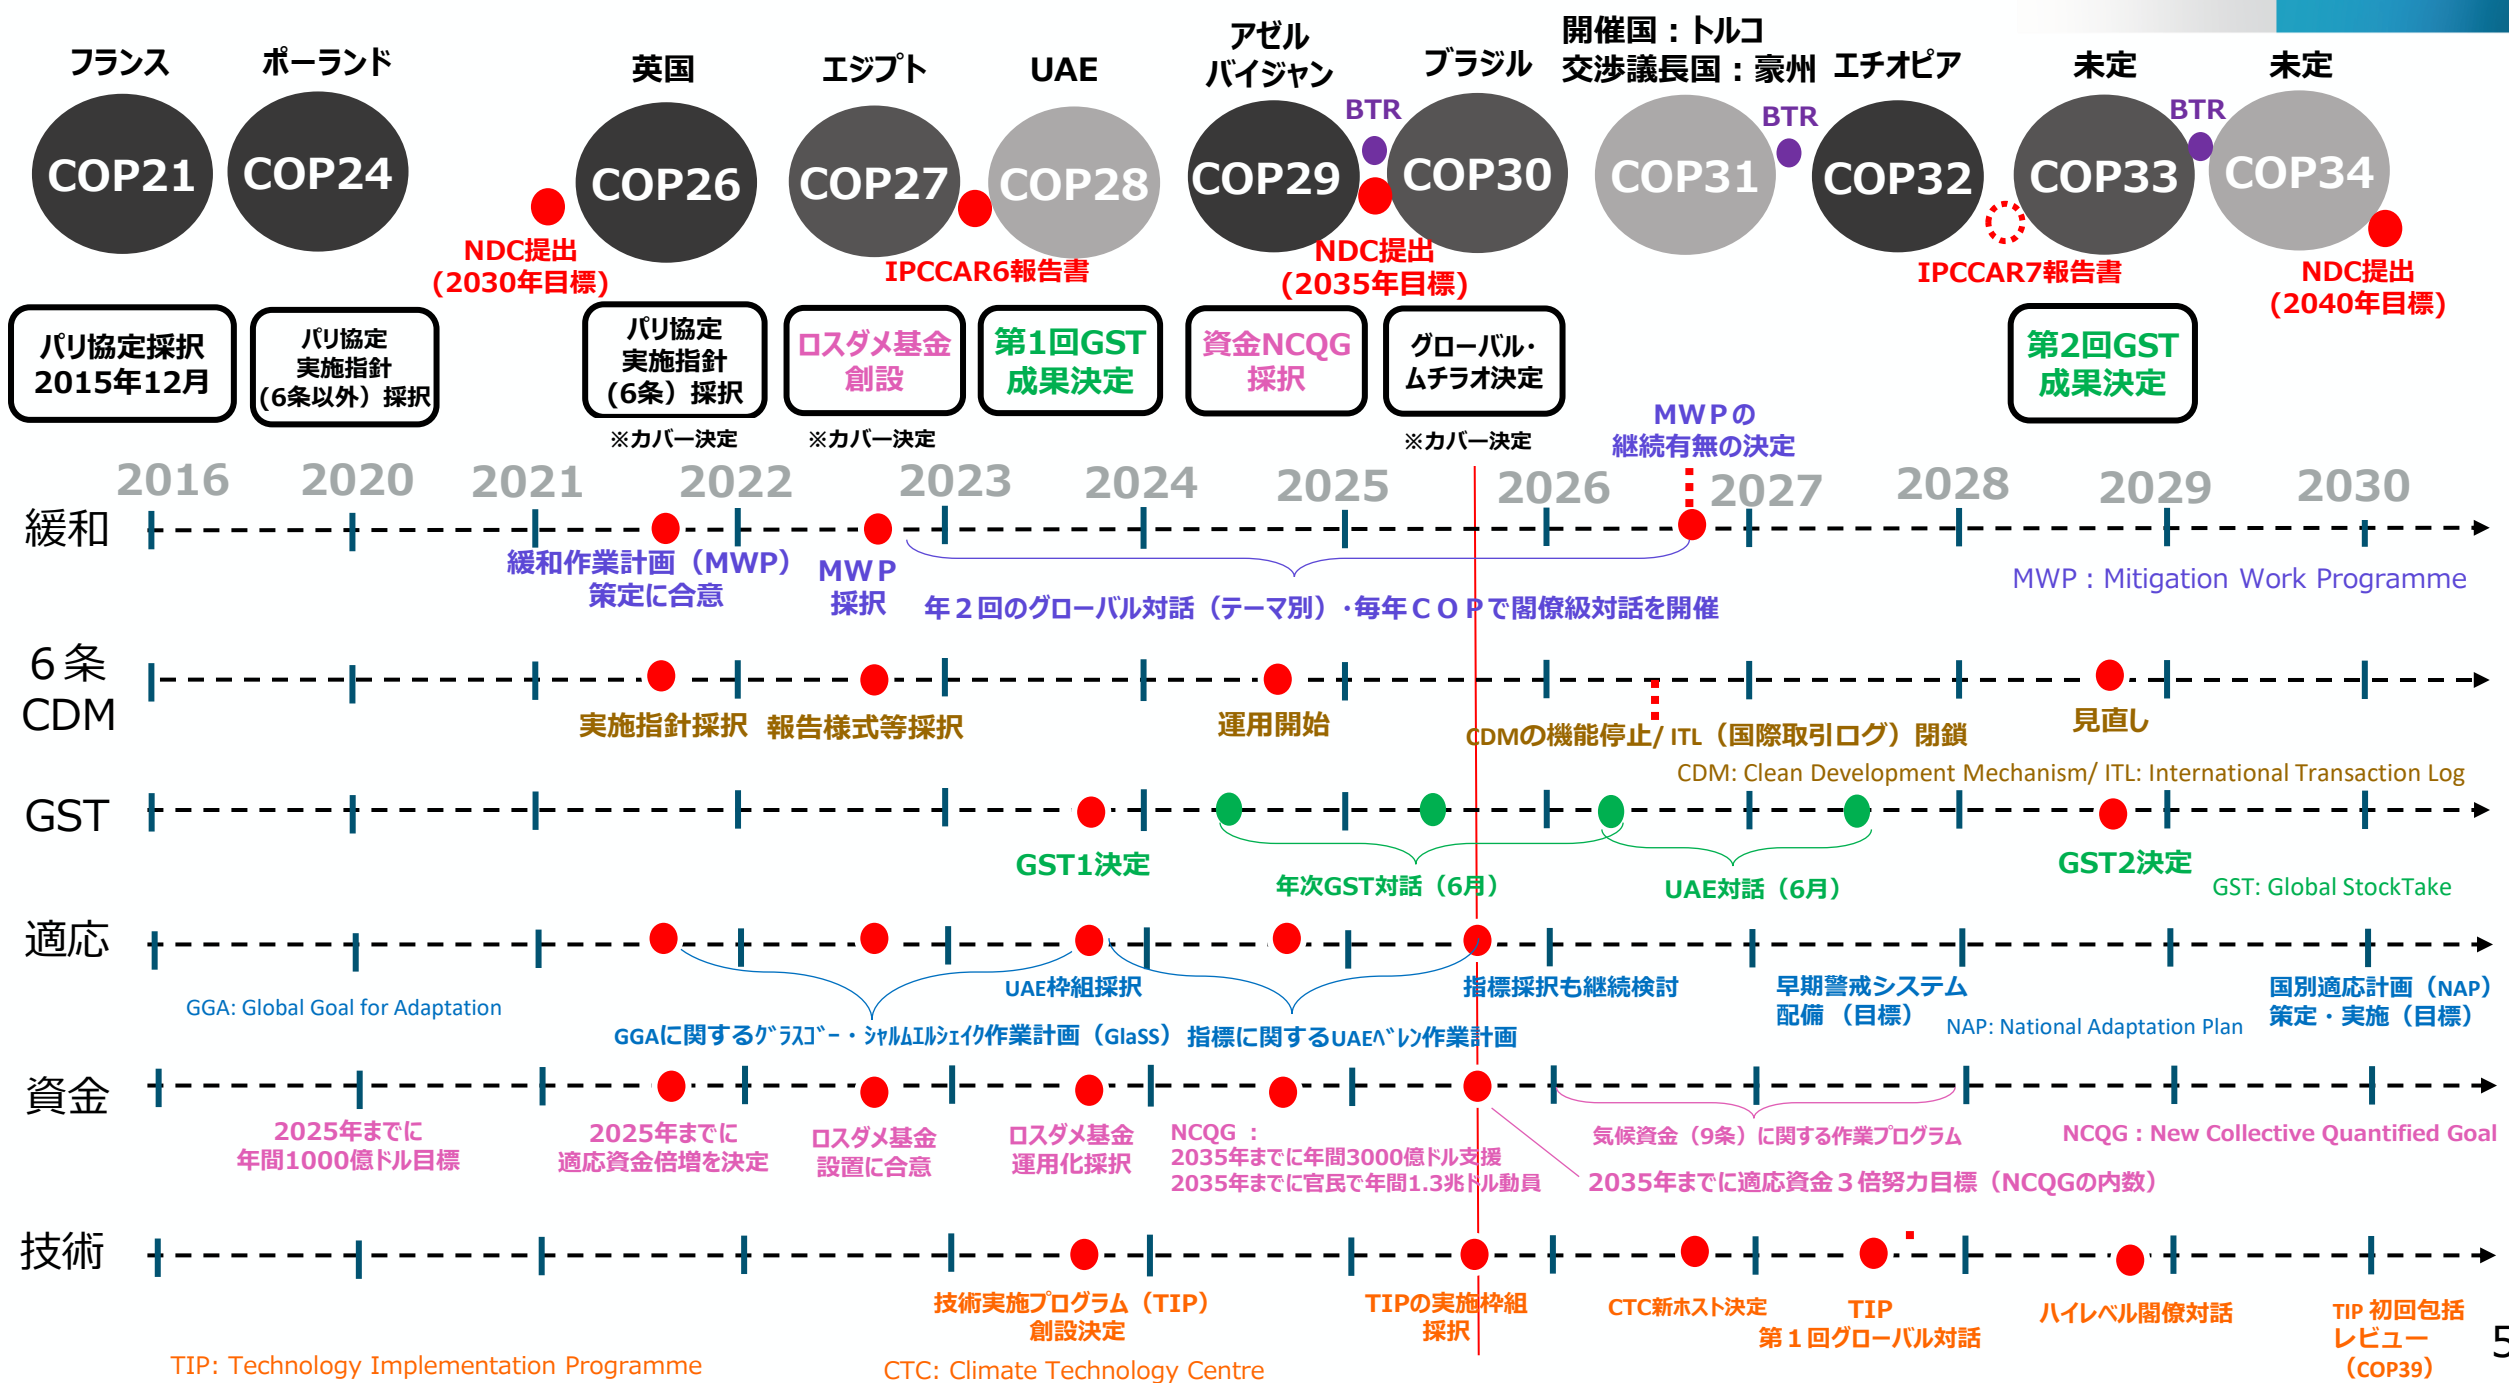 フランス
ポーランド
英国
エジプト
UAE
アゼル
バイジャン
ブラジル
開催国：トルコ
交渉議長国：豪州
エチオピア
未定
未定
COP21
COP24
COP26
COP27
COP28
COP29
COP30
COP31
COP32
COP33
COP34
BTR
BTR
BTR
NDC提出
(2030年目標)
IPCCAR6報告書
NDC提出
(2035年目標)
IPCCAR7報告書
NDC提出
(2040年目標)
パリ協定採択
2015年12月
パリ協定
実施指針
(6条以外）採択
パリ協定
実施指針
(6条）採択
ロスダメ基金
創設
第1回GST
成果決定
資金NCQG
採択
グローバル・
ムチラオ決定
第2回GST
成果決定
※カバー決定
※カバー決定
※カバー決定
MWＰの
継続有無の決定
2016
2020
2021
2022
2023
2024
2025
2026
2027
2028
2029
2030
緩和
緩和作業計画（MWP）
策定に合意
MWＰ
採択
年２回のグローバル対話（テーマ別）・毎年ＣＯＰで閣僚級対話を開催
MWP：Mitigation Work Programme
６条
CDM
実施指針採択
報告様式等採択
運用開始
CDMの機能停止/ ITL（国際取引ログ）閉鎖
見直し
CDM: Clean Development Mechanism/ ITL: International Transaction Log
GST
GST1決定
年次GST対話（6月）
UAE対話（6月）
GST2決定
GST: Global StockTake
適応
GGA: Global Goal for Adaptation
UAE枠組採択
指標採択も継続検討
早期警戒システム
配備 （目標）
国別適応計画（NAP）
策定・実施（目標）
GGAに関するｸﾞﾗｽｺﾞｰ・ｼｬﾙﾑｴﾙｼｪｲｸ作業計画（GlaSS）
指標に関するUAEﾍﾞﾚﾝ作業計画
NAP: National Adaptation Plan
資金
2025年までに
年間1000億ドル目標
2025年までに
適応資金倍増を決定
ロスダメ基金
設置に合意
ロスダメ基金
運用化採択
NCQG ：
2035年までに年間3000億ドル支援
2035年までに官民で年間1.3兆ドル動員
気候資金（9条）に関する作業プログラム
2035年までに適応資金３倍努力目標（NCQGの内数）
NCQG：New Collective Quantified Goal
技術
技術実施プログラム（TIP）
創設決定
TIPの実施枠組
採択
CTC新ホスト決定
TIP
第１回グローバル対話
ハイレベル閣僚対話
TIP 初回包括
レビュー
（COP39）
TIP: Technology Implementation Programme
CTC: Climate Technology Centre
5